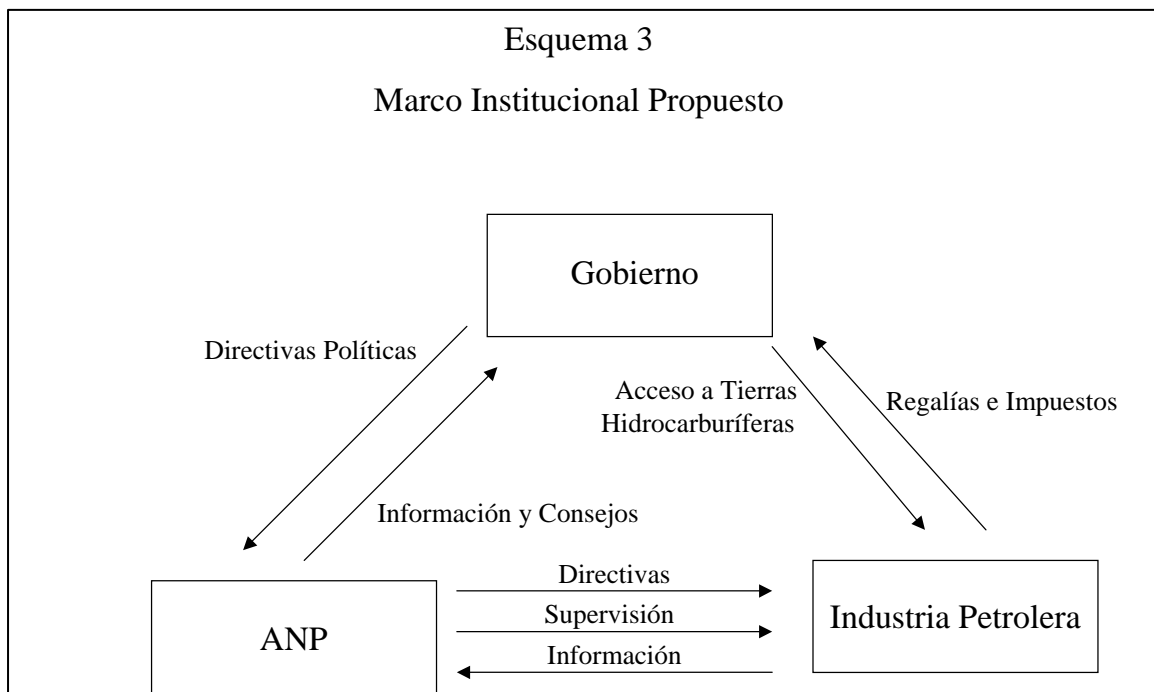 Esquema 3
Marco Institucional Propuesto
Gobierno
Directivas Políticas
Acceso a Tierras
Hidrocarburíferas
Regalías e Impuestos
Información y Consejos
Directivas
Supervisión
Información
ANP
Industria Petrolera